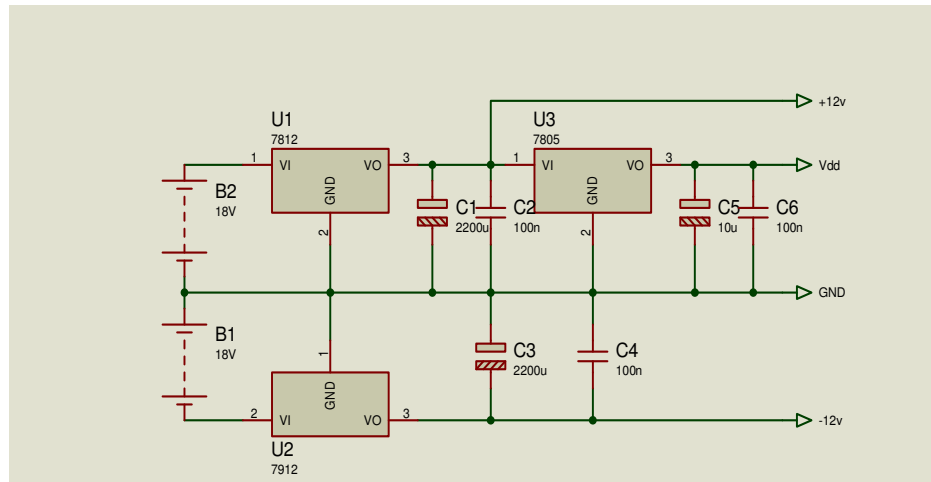 +12v
U1
7812
1
VI
VO
3
GND
2
U3
7805
1
VI
VO
3
GND
2
Vdd
B2
18V
C1
2200u
C2
100n
C5
10u
C6
100n
GND
B1
18V
1
GND
2
VI
VO
3
U2
7912
C3
2200u
C4
100n
-12v